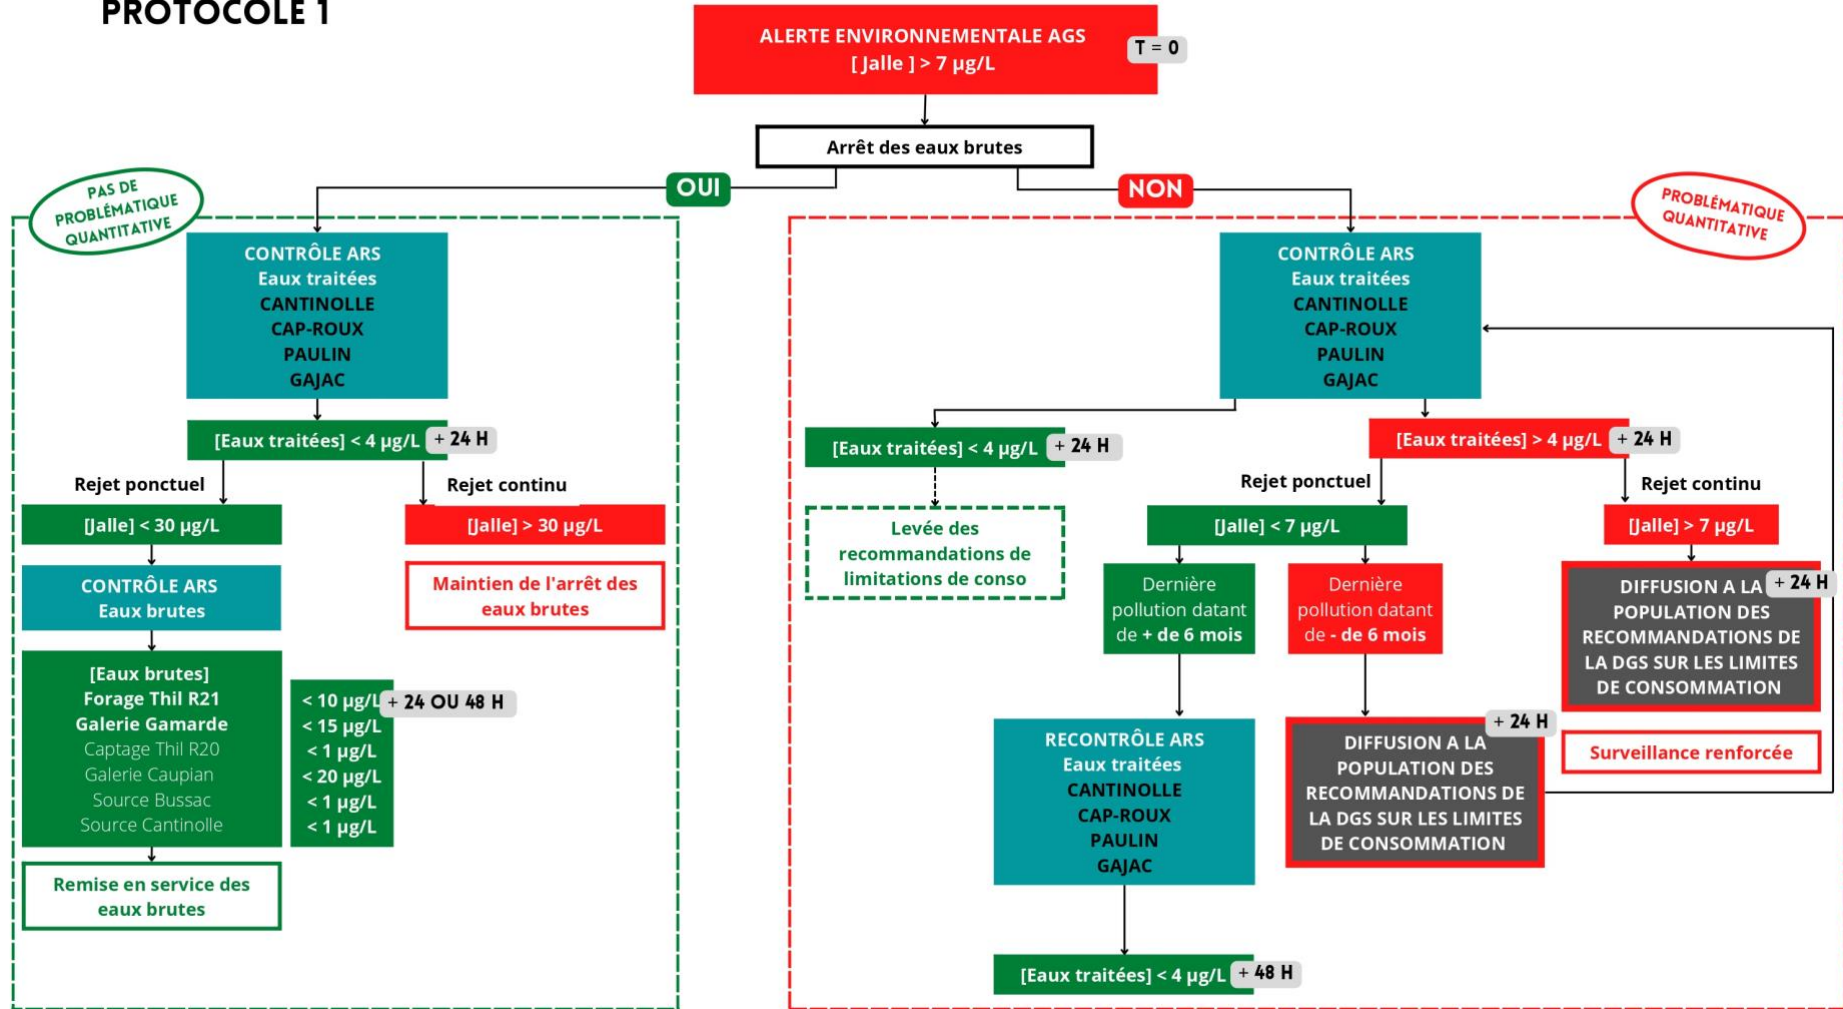 PROTOCOLE 1
ALERTE ENVIRONNEMENTALE AGS
[ Jalle ] > 7 µg/L
T = 0
Arrêt des eaux brutes
OUI
NON
PAS DE
PROBLÉMATIQUE
QUANTITATIVE
CONTRÔLE ARS
Eaux traitées
CANTINOLLE
CAP-ROUX
PAULIN
GAJAC
[Eaux traitées] < 4 µg/L
+ 24 H
Rejet ponctuel
Rejet continu
[Jalle] < 30 µg/L
[Jalle] > 30 µg/L
CONTRÔLE ARS
Eaux brutes
Maintien de l'arrêt des
eaux brutes
[Eaux brutes]
Forage Thil R21
Galerie Gamarde
Captage Thil R20
Galerie Caupian
Source Bussac
Source Cantinolle
< 10 µg/L
< 15 µg/L
< 1 µg/L
< 20 µg/L
< 1 µg/L
< 1 µg/L
+ 24 OU 48 H
Remise en service des
eaux brutes
PROBLÉMATIQUE
QUANTITATIVE
CONTRÔLE ARS
Eaux traitées
CANTINOLLE
CAP-ROUX
PAULIN
GAJAC
[Eaux traitées] < 4 µg/L
+ 24 H
Levée des
recommandations de
limitations de conso
[Eaux traitées] > 4 µg/L
+ 24 H
Rejet ponctuel
Rejet continu
[Jalle] < 7 µg/L
[Jalle] > 7 µg/L
Dernière
pollution datant
de + de 6 mois
Dernière
pollution datant
de - de 6 mois
DIFFUSION A LA
POPULATION DES
RECOMMANDATIONS DE
LA DGS SUR LES LIMITES
DE CONSOMMATION
+ 24 H
Surveillance renforcée
RECONTRÔLE ARS
Eaux traitées
CANTINOLLE
CAP-ROUX
PAULIN
GAJAC
DIFFUSION A LA
POPULATION DES
RECOMMANDATIONS DE
LA DGS SUR LES LIMITES
DE CONSOMMATION
+ 24 H
[Eaux traitées] < 4 µg/L
+ 48 H